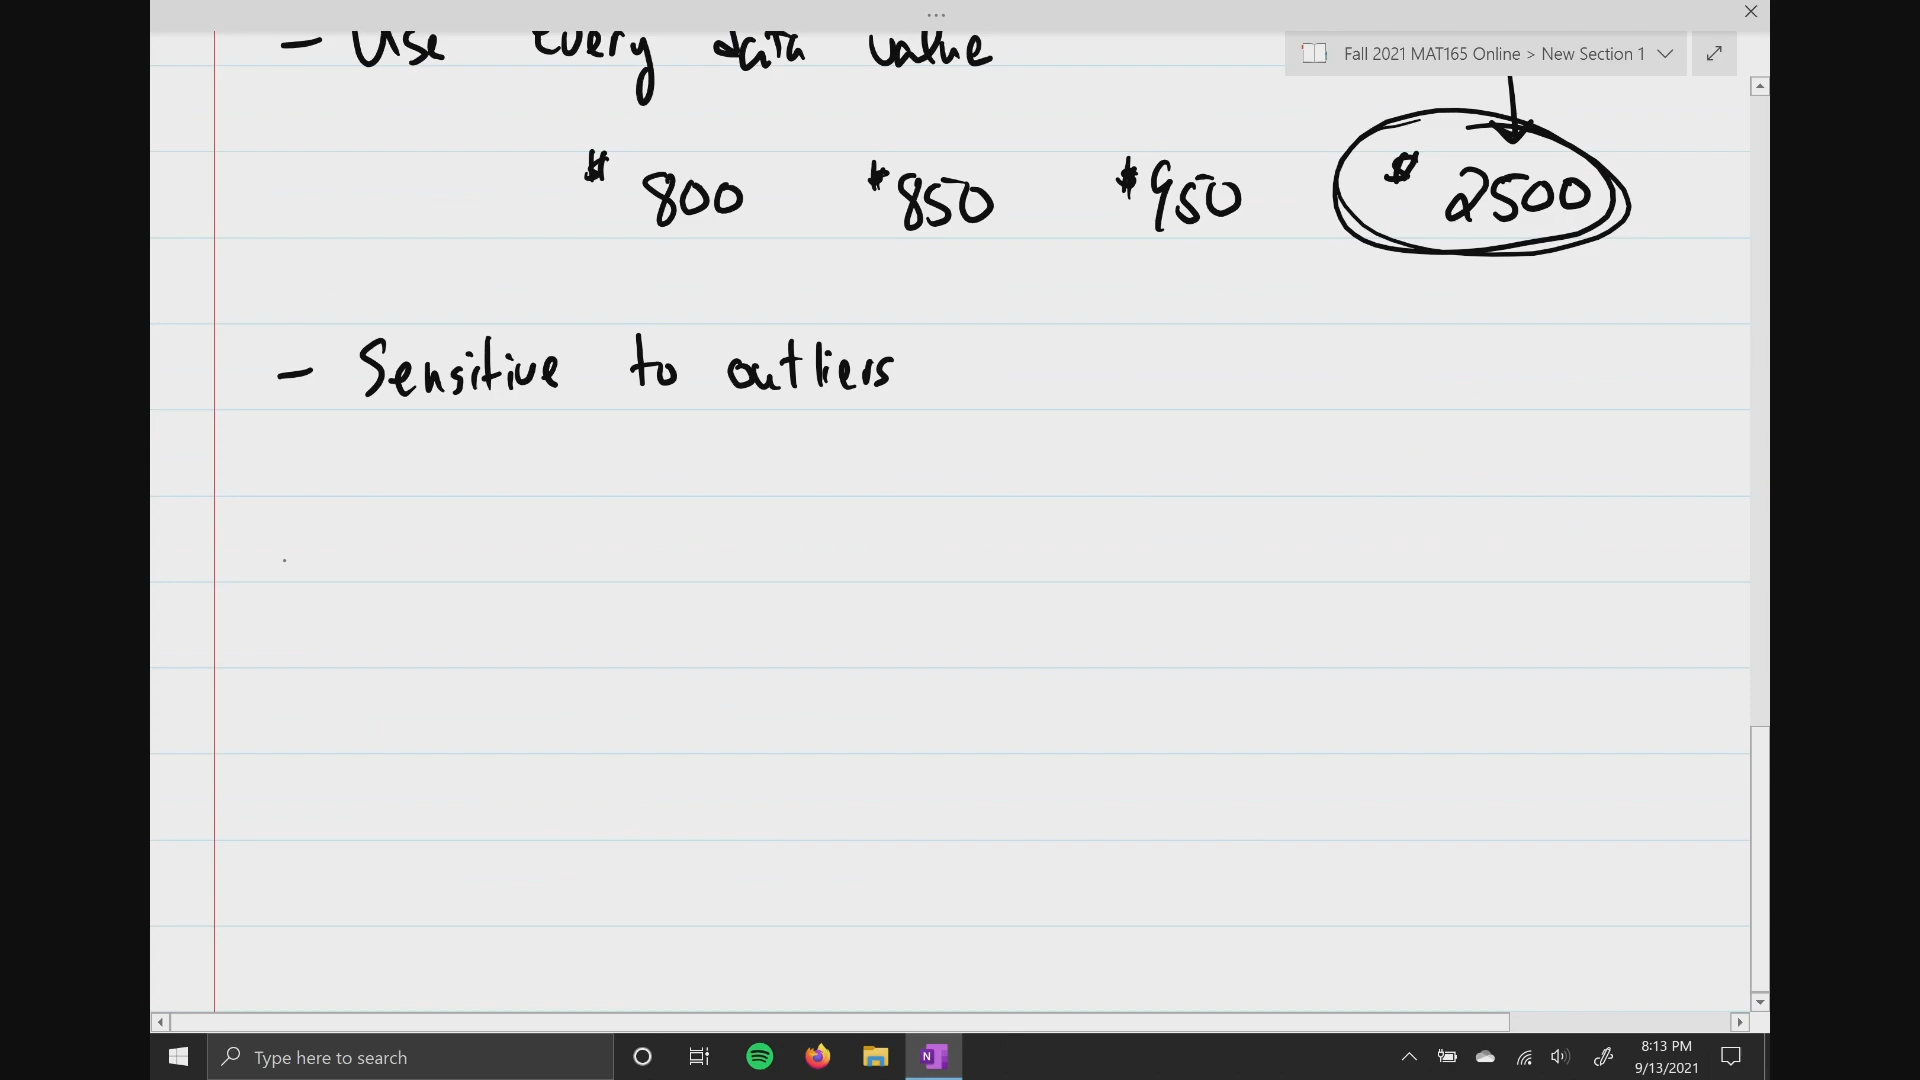 - Use every data value
Fall 2021 MAT165 Online > New Section 1
$ 800 $ 850 $ 950 $ 2500
- Sensitive to outliers
Type here to search
N
8:13 PM
9/13/2021